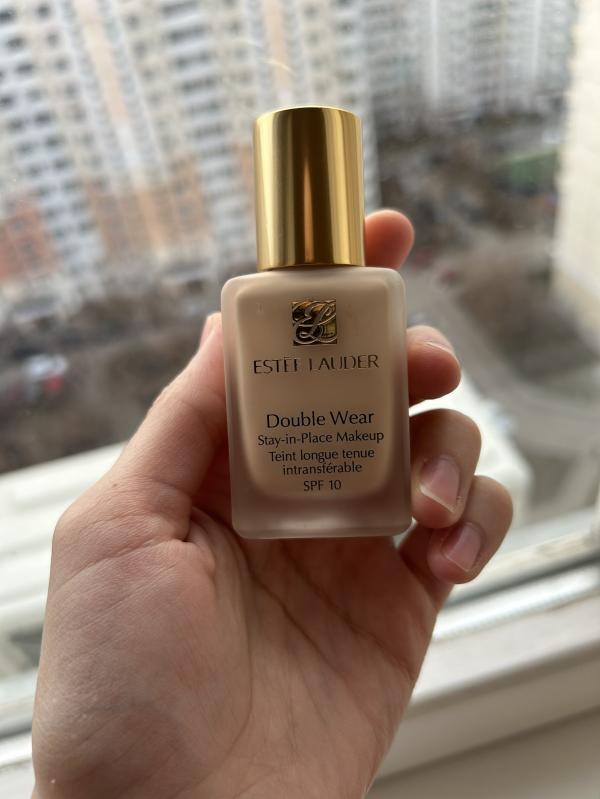 ESTĒE LAUDER
Double Wear
Stay-in-Place Makeup
Teint longue tenue
intransférable
SPF 10